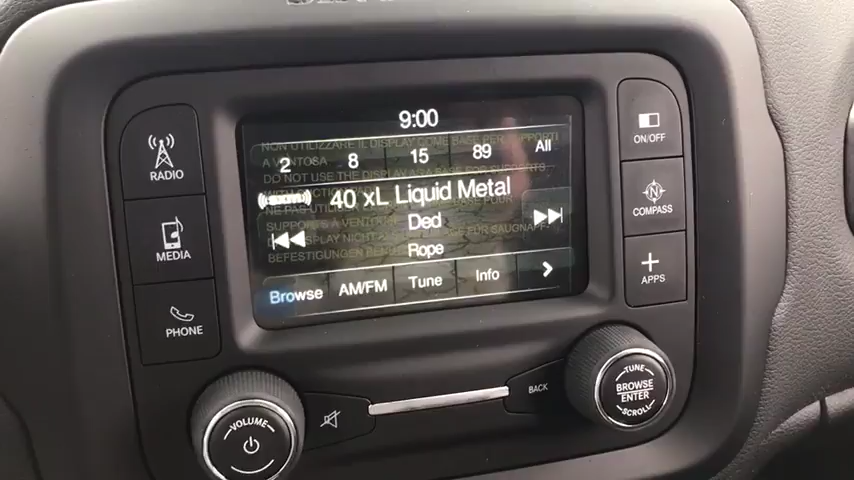 9:00
NON UTILIZZARE IL DISPLAY COME BASE PER SUPPORTI
A VENTOSA
DO NOT USE THE DISPLAY AS A BASE FOR SUPPORTS
2 8 15 89 All
((SXM)) 40 xL Liquid Metal
Ded
Rope
BEFESTIGUNGEN
Browse AM/FM Tune Info
RADIO
MEDIA
PHONE
ON/OFF
COMPASS
APPS
VOLUME
BACK
TUNE
BROWSE
ENTER
SCROLL